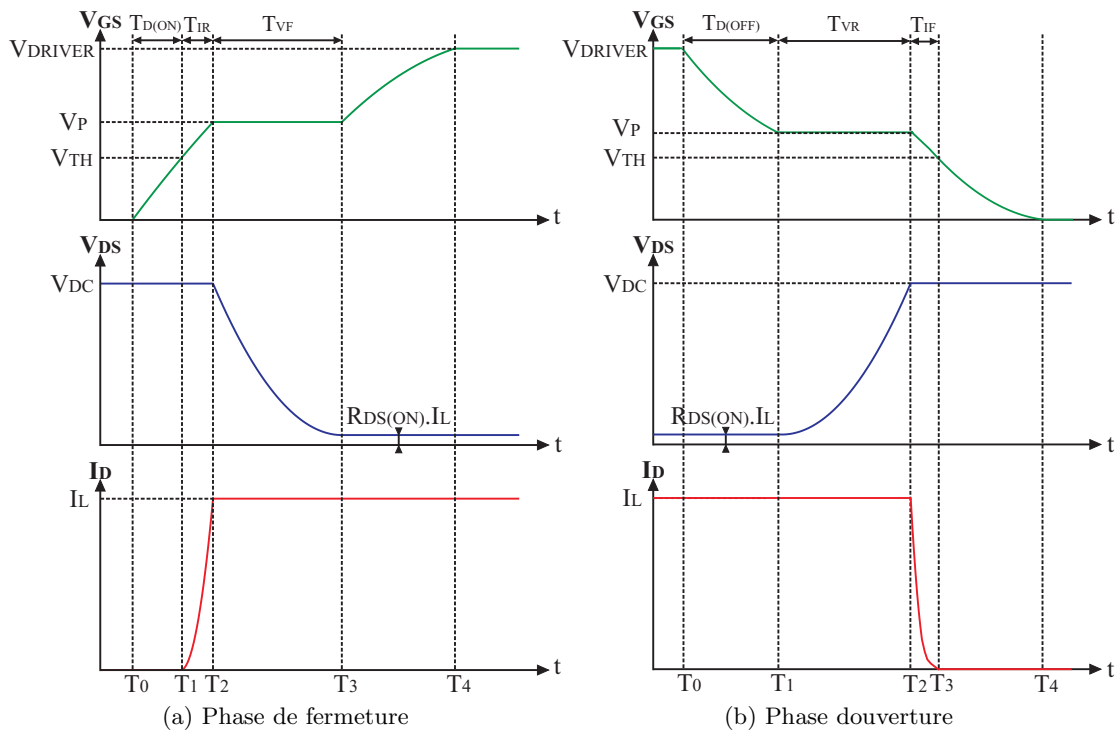 VGS TD(ON) TIR TVF
VDRIVER
VP
VTH
t
VDS
VDC
RDS(ON).IL
t
ID
IL
t
T0 T1 T2 T3 T4
(a) Phase de fermeture
VGS TD(OFF) TVR TIF
VDRIVER
VP
VTH
t
VDS
VDC
RDS(ON).IL
t
ID
IL
t
T0 T1 T2 T3 T4
(b) Phase douverture